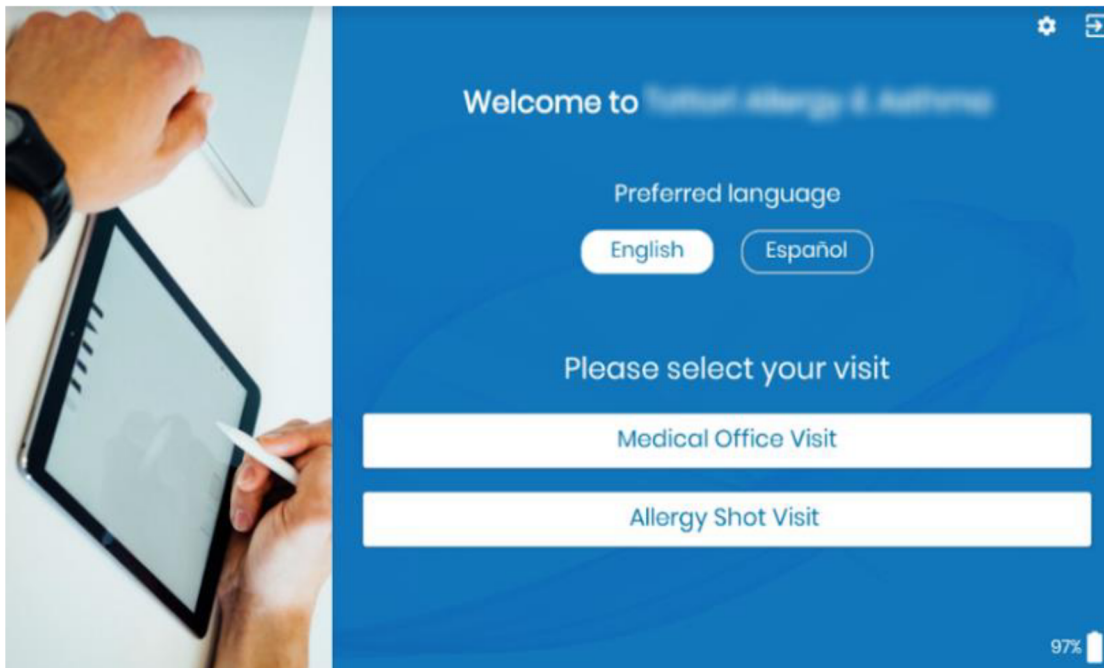 Welcome to
Preferred language
English Español
Please select your visit
Medical Office Visit
Allergy Shot Visit
97%